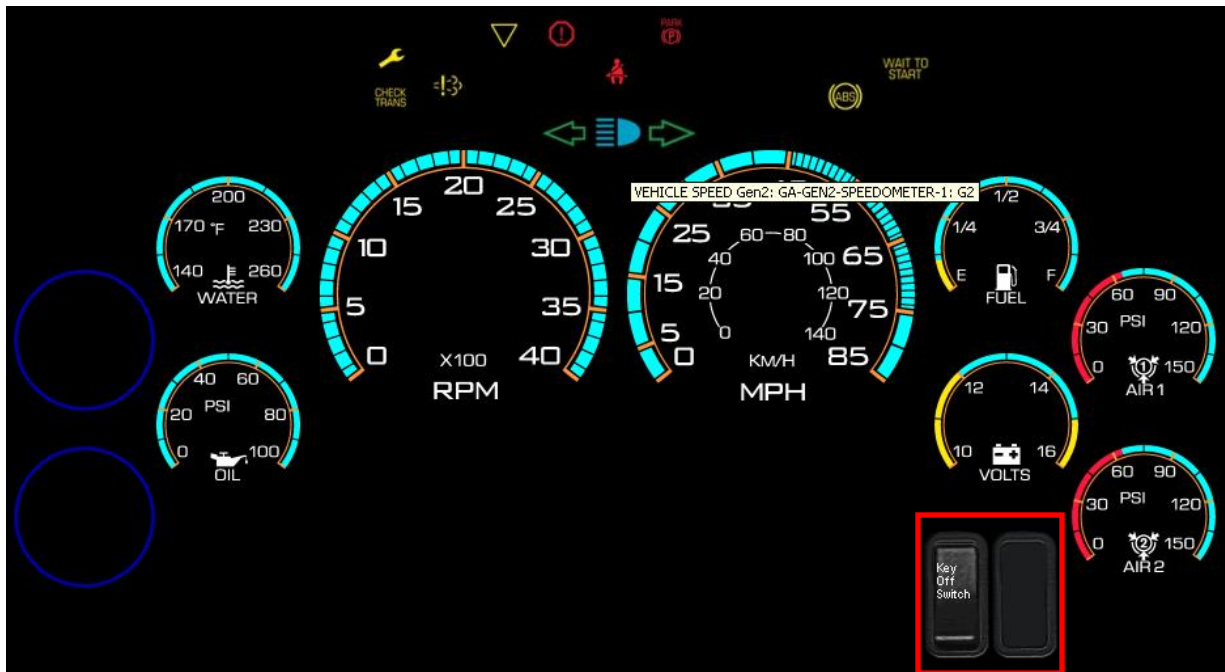 PARK
(P)
CHECK
TRANS
WAIT TO
START
ABS
VEHICLE SPEED Gen2: GA-GEN2-SPEEDOMETER-1: G2
140 170 200 230 260
°F
WATER
0 5 10 15 20 25 30 35 40
X100
RPM
0 5 15 25 55 65 75 85
0 20 40 60 80 100 120 140
KM/H
MPH
E 1/4 1/2 3/4 F
FUEL
0 30 60 90 120 150
PSI
1
AIR 1
0 20 40 60 80 100
PSI
OIL
10 12 14 16
VOLTS
0 30 60 90 120 150
PSI
2
AIR 2
Key
Off
Switch